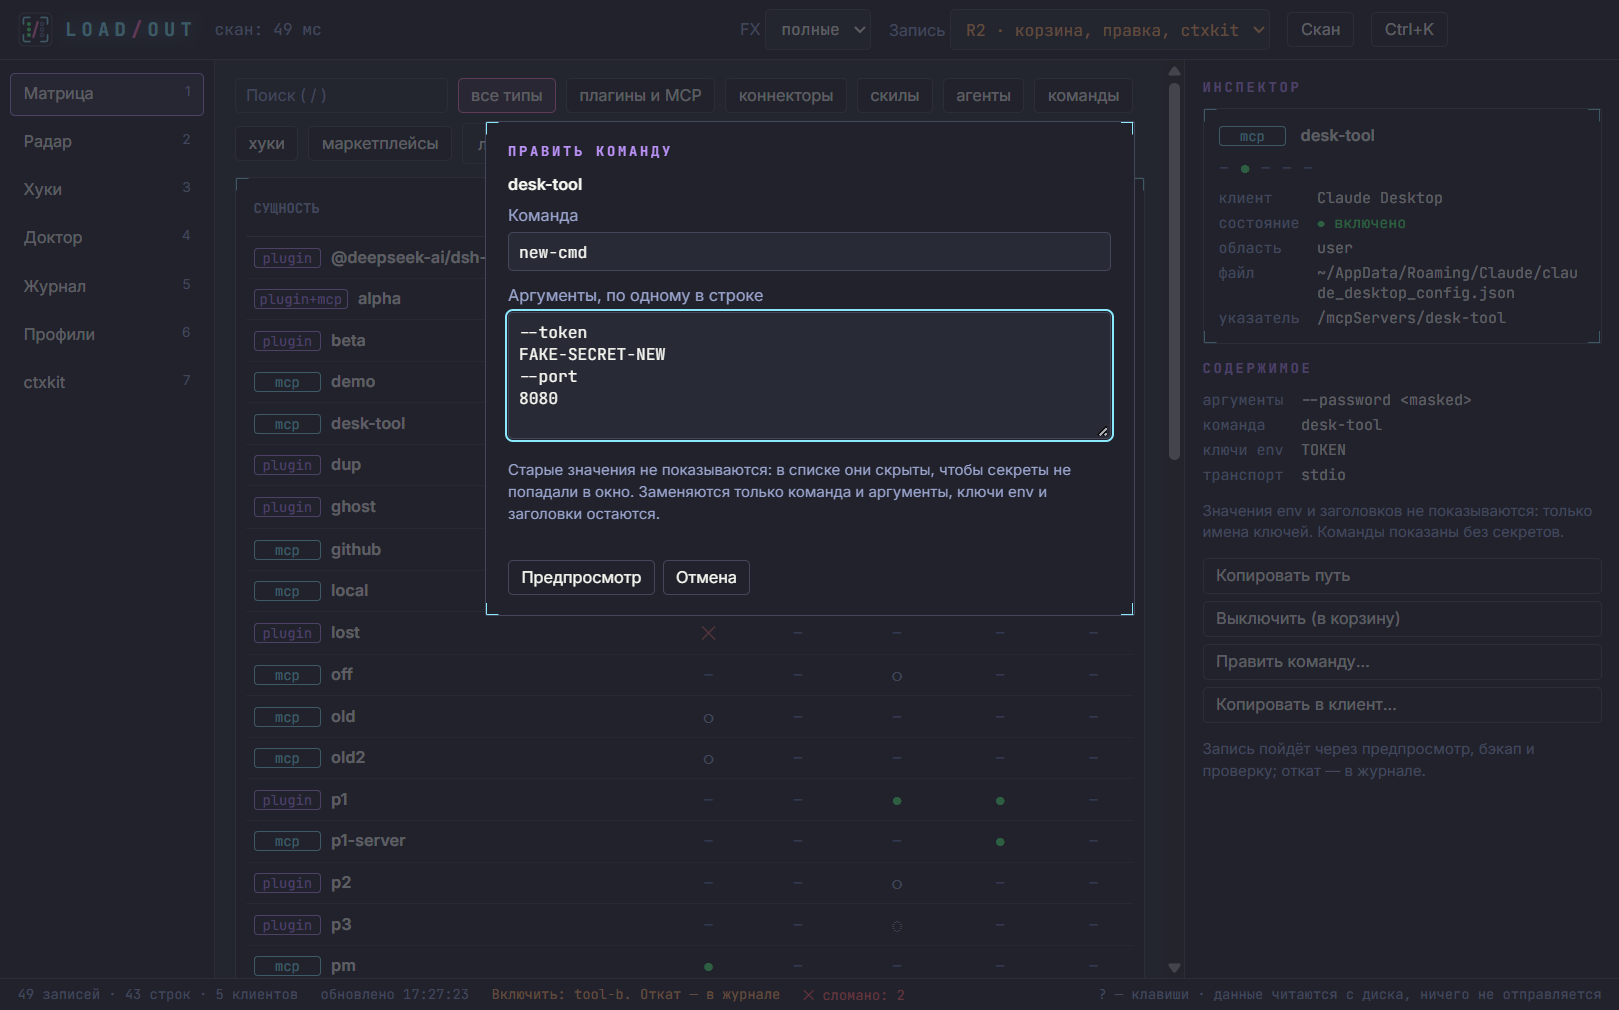 LOAD/OUT
скан: 49 мс
FX
полные
Запись
R2 · корзина, правка, ctxkit
Скан
Ctrl+K
Матрица 1
Радар 2
Хуки 3
Доктор 4
Журнал 5
Профили 6
ctxkit 7
Поиск ( / )
все типы
плагины и MCP
коннекторы
скилы
агенты
команды
хуки
маркетплейсы
СУЩНОСТЬ
plugin @deepseek-ai/dsh-
plugin+mcp alpha
plugin beta
mcp demo
mcp desk-tool
plugin dup
plugin ghost
mcp github
mcp local
plugin lost
mcp off
mcp old
mcp old2
plugin p1
mcp p1-server
plugin p2
plugin p3
mcp pm
ПРАВИТЬ КОМАНДУ
desk-tool
Команда
new-cmd
Аргументы, по одному в строке
--token
FAKE-SECRET-NEW
--port
8080
Старые значения не показываются: в списке они скрыты, чтобы секреты не
попадали в окно. Заменяются только команда и аргументы, ключи env и
заголовки остаются.
Предпросмотр
Отмена
ИНСПЕКТОР
mcp desk-tool
клиент Claude Desktop
состояние ● включено
область user
файл ~/AppData/Roaming/Claude/clau
de_desktop_config.json
указатель /mcpServers/desk-tool
СОДЕРЖИМОЕ
аргументы --password <masked>
команда desk-tool
ключи env TOKEN
транспорт stdio
Значения env и заголовков не показываются: только
имена ключей. Команды показаны без секретов.
Копировать путь
Выключить (в корзину)
Править команду...
Копировать в клиент...
Запись пойдёт через предпросмотр, бэкап и
проверку; откат — в журнале.
49 записей · 43 строк · 5 клиентов
обновлено 17:27:23
Включить: tool-b. Откат — в журнале
✕ сломано: 2
? — клавиши · данные читаются с диска, ничего не отправляется